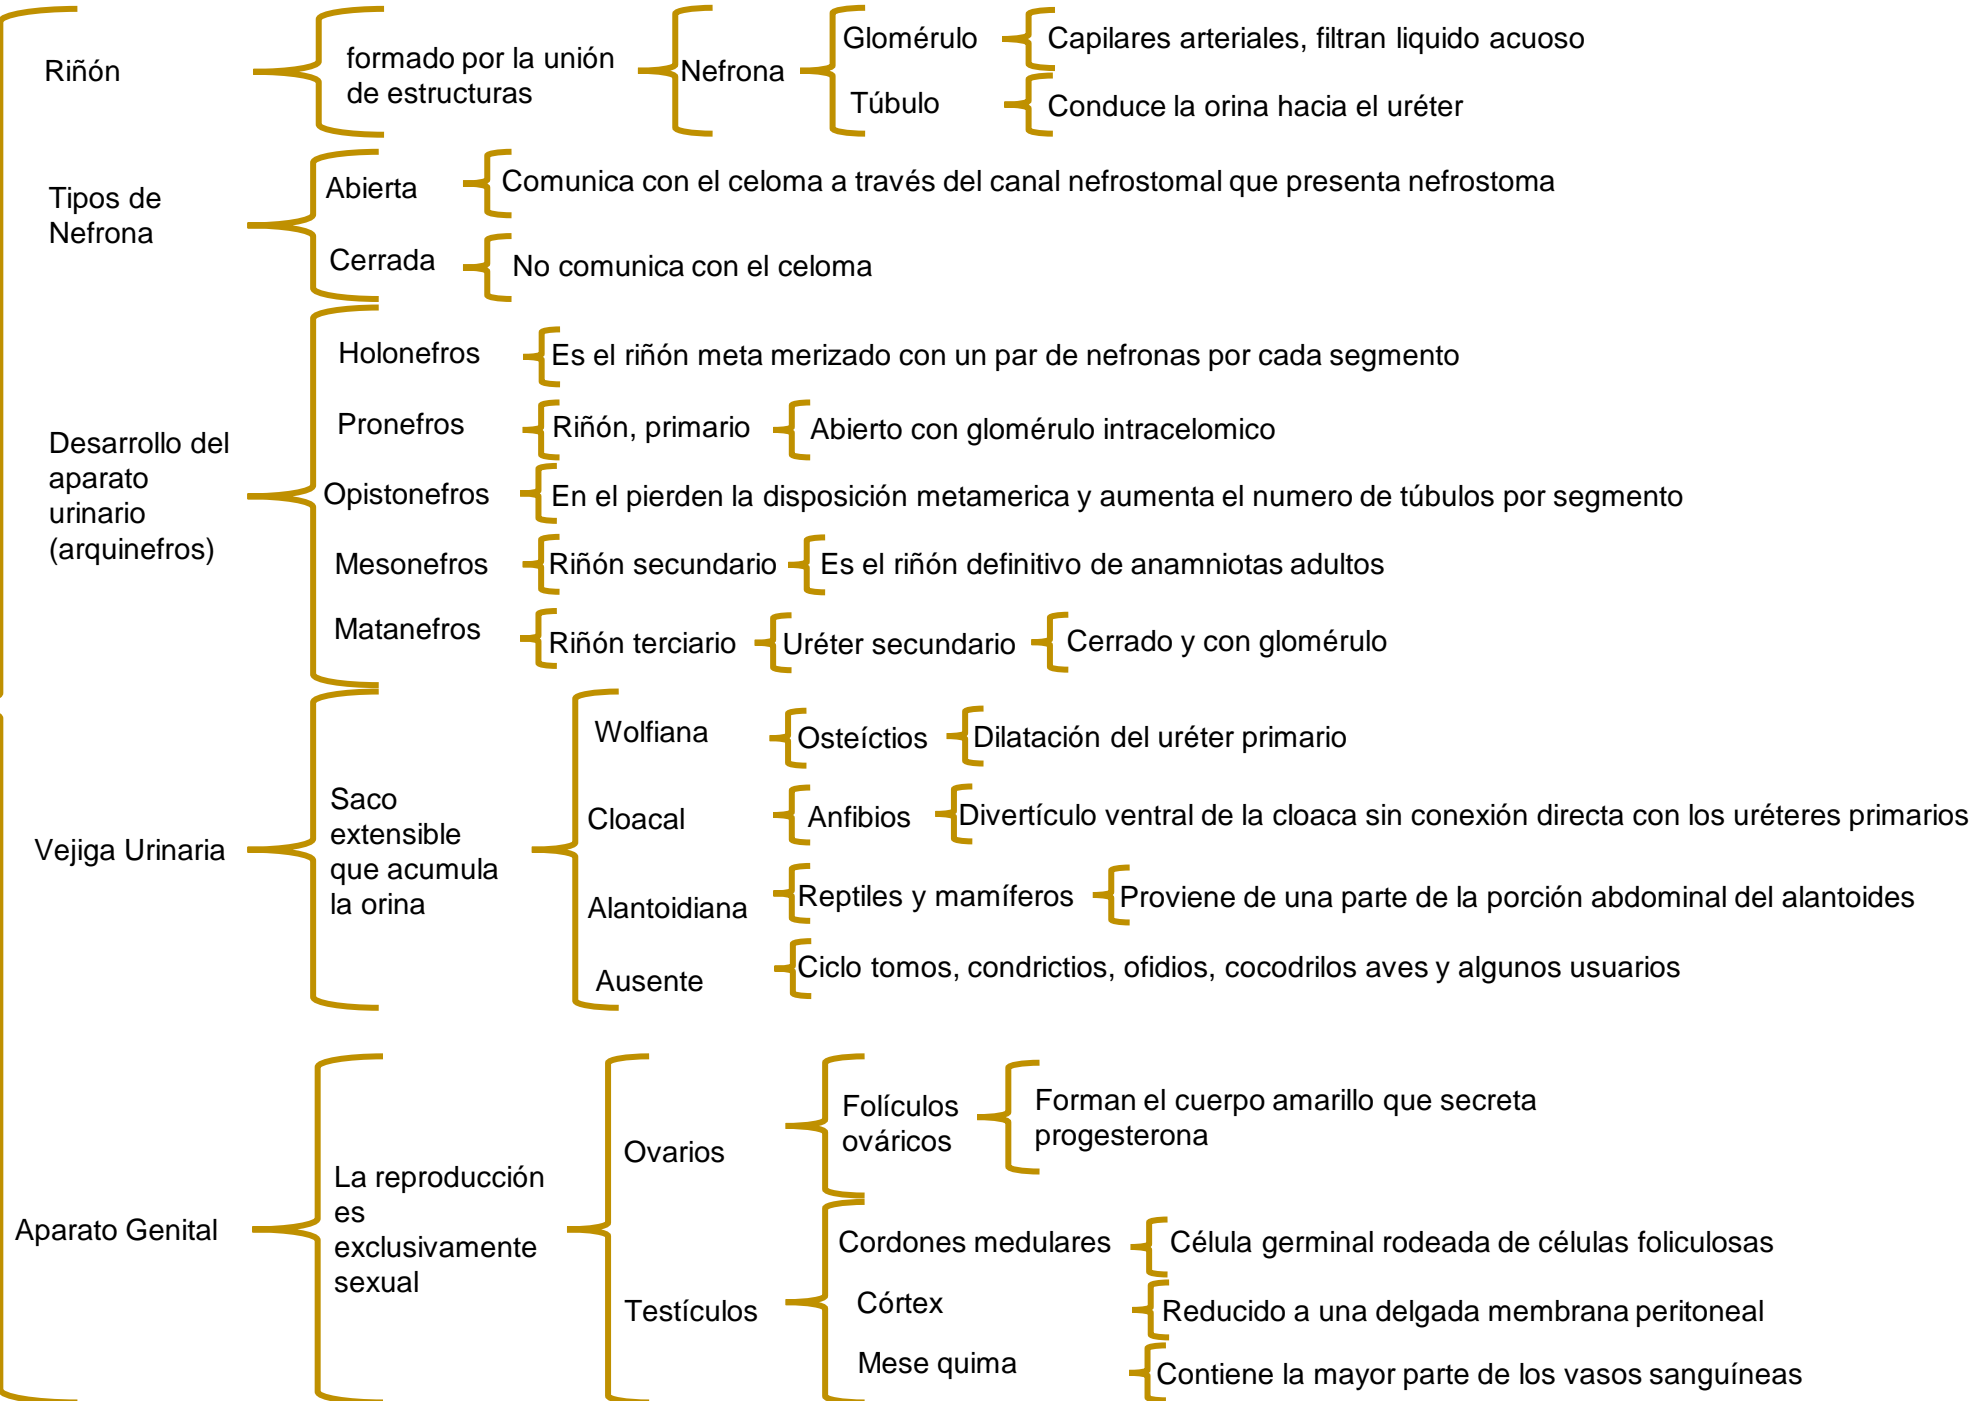 Riñón
formado por la unión
de estructuras
Nefrona
Glomérulo
Capilares arteriales, filtran liquido acuoso
Túbulo
Conduce la orina hacia el uréter
Tipos de
Nefrona
Abierta
Comunica con el celoma a través del canal nefrostomal que presenta nefrostoma
Cerrada
No comunica con el celoma
Desarrollo del
aparato
urinario
(arquinefros)
Holonefros
Es el riñón meta merizado con un par de nefronas por cada segmento
Pronefros
Riñón, primario
Abierto con glomérulo intracelomico
Opistonefros
En el pierden la disposición metamerica y aumenta el numero de túbulos por segmento
Mesonefros
Riñón secundario
Es el riñón definitivo de anamniotas adultos
Matanefros
Riñón terciario
Uréter secundario
Cerrado y con glomérulo
Vejiga Urinaria
Saco
extensible
que acumula
la orina
Wolfiana
Osteíctios
Dilatación del uréter primario
Cloacal
Anfibios
Divertículo ventral de la cloaca sin conexión directa con los uréteres primarios
Alantoidiana
Reptiles y mamíferos
Proviene de una parte de la porción abdominal del alantoides
Ausente
Ciclo tomos, condrictios, ofidios, cocodrilos aves y algunos usuarios
Aparato Genital
La reproducción
es
exclusivamente
sexual
Ovarios
Folículos
ováricos
Forman el cuerpo amarillo que secreta
progesterona
Testículos
Cordones medulares
Célula germinal rodeada de células foliculosas
Córtex
Reducido a una delgada membrana peritoneal
Mese quima
Contiene la mayor parte de los vasos sanguíneas